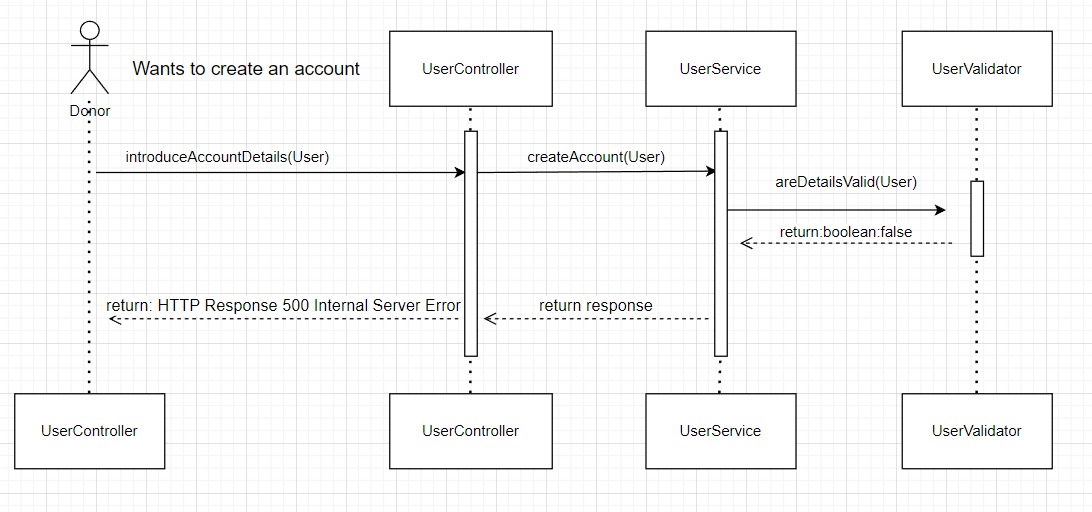 Donor
Wants to create an account
UserController
UserService
UserValidator
introduceAccountDetails(User)
createAccount(User)
areDetailsValid(User)
return:boolean:false
return: HTTP Response 500 Internal Server Error
return response
UserController
UserController
UserService
UserValidator